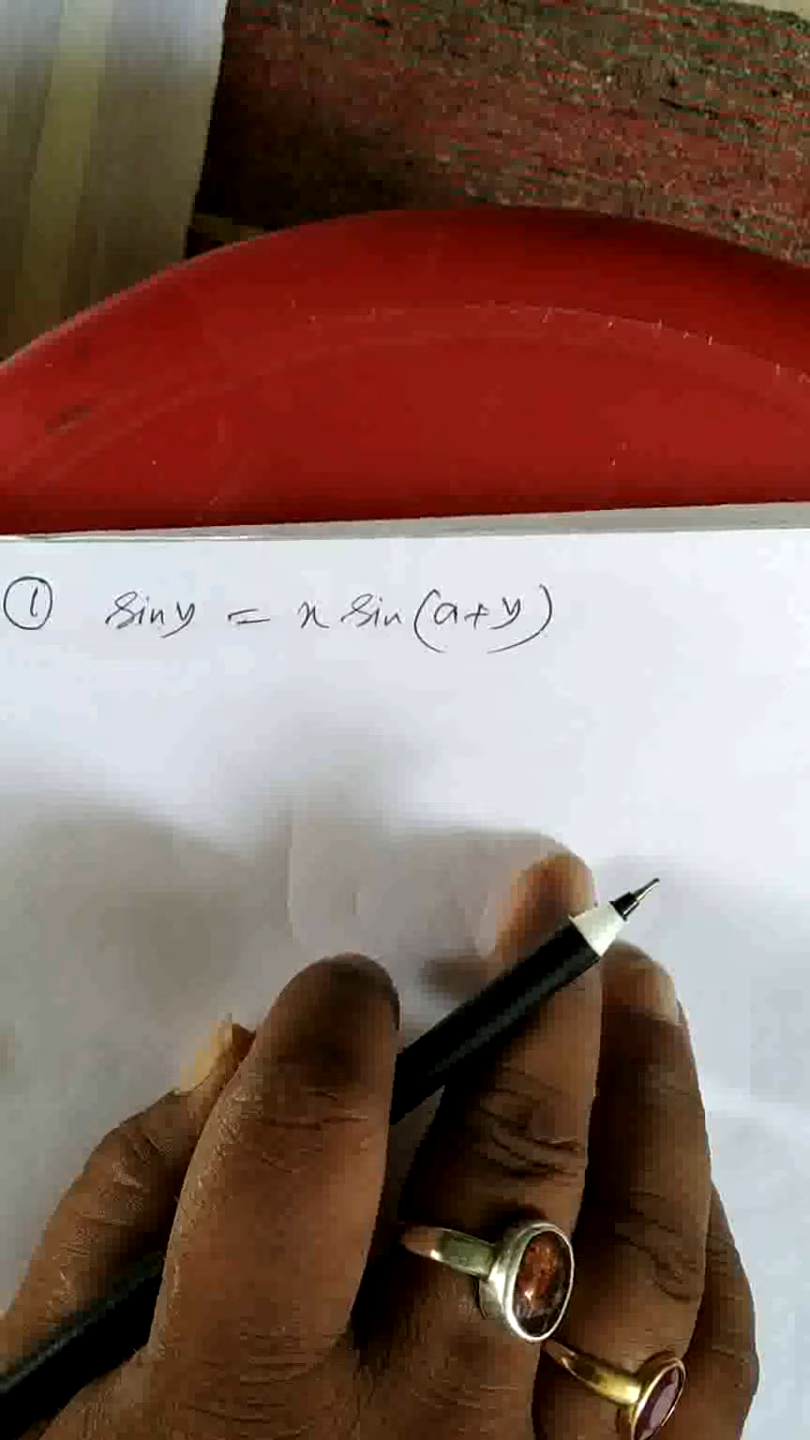 ① sin y = x sin (a+y)